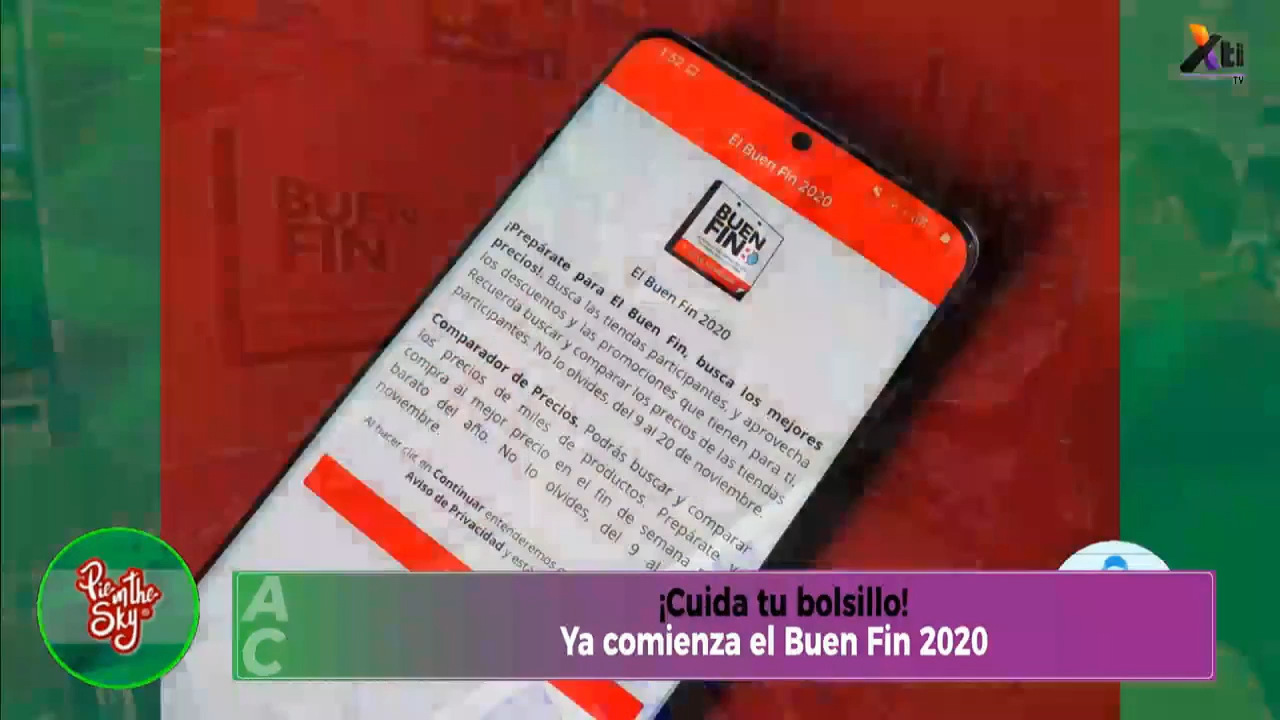 Xti
TV
1:52
El Buen Fin 2020
BUEN
FIN
BUEN
FIN
El Buen Fin 2020
¡Prepárate para El Buen Fin, busca los mejores
precios!. Busca las tiendas participantes, y aprovecha
los descuentos y las promociones que tienen para ti.
Recuerda buscar y comparar los precios de las tiendas
participantes. No lo olvides, del 9 al 20 de noviembre.
Comparador de Precios. Podrás buscar y comparar
los precios de miles de productos. Prepárate y
compra al mejor precio en el fin de semana
barato del año. No lo olvides, del 9 al
noviembre.
Al hacer clic en Continuar entenderemos
Aviso de Privacidad y
Pie in the
Sky
A
C
¡Cuida tu bolsillo!
Ya comienza el Buen Fin 2020